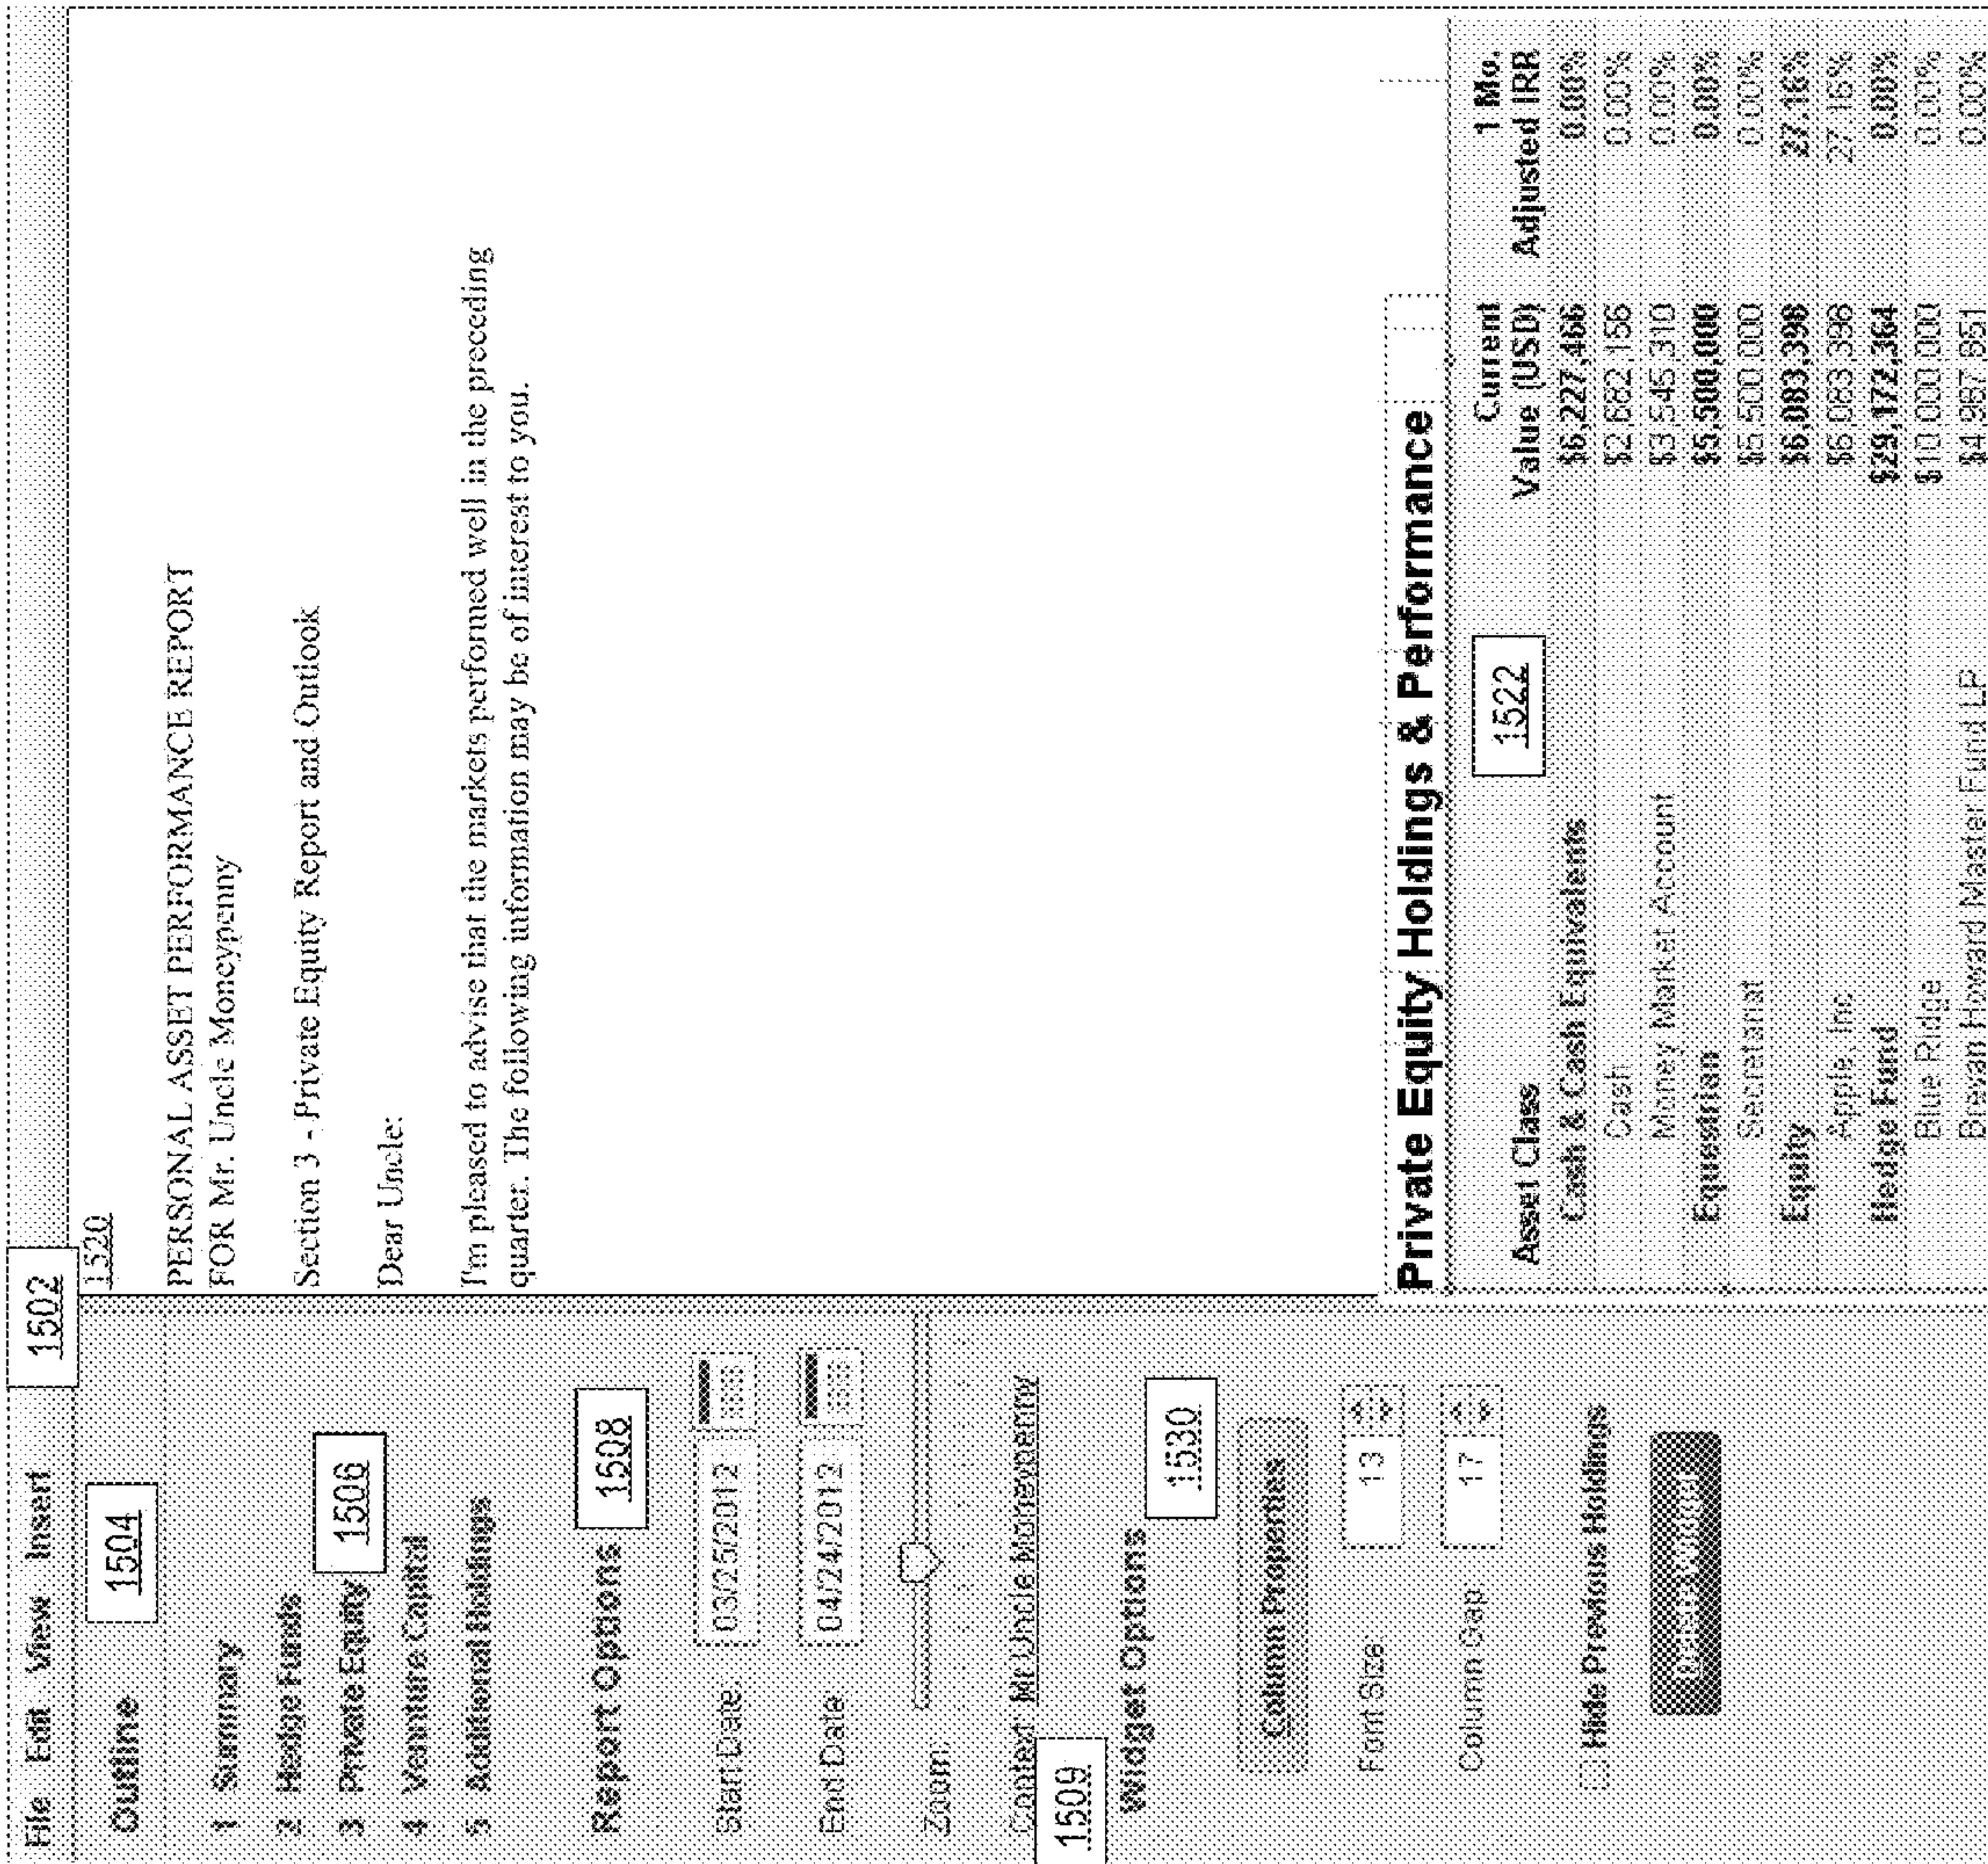 File Edit View Insert
1502
Outline
1504
1 Summary
2 Hedge Funds
3 Private Equity
1506
4 Venture Capital
5 Additional Holdings
Report Options
1508
Start Date:
03/25/2012
End Date:
04/24/2012
Zoom:
Context: Mr Uncle Moneypenny
1509
Widget Options
1530
Column Properties
Font Size
13
Column Gap
17
Hide Previous Holdings
1520
PERSONAL ASSET PERFORMANCE REPORT
FOR Mr. Uncle Moneypenny
Section 3 - Private Equity Report and Outlook
Dear Uncle:
I'm pleased to advise that the markets performed well in the preceding
quarter. The following information may be of interest to you.
Private Equity Holdings & Performance
1522
Current 1 Mo.
Asset Class Value (USD) Adjusted IRR
Cash & Cash Equivalents $6,227,466 0.00%
Cash $2,682,156 0.00%
Money Market Account $3,545,310 0.00%
Equestrian $5,500,000 0.00%
Secretariat $5,500,000 0.00%
Equity $6,083,398 27.16%
Apple, Inc $6,083,398 27.16%
Hedge Fund $29,172,364 0.00%
Blue Ridge $10,000,000 0.00%
Brevan Howard Master Fund LP $4,987,851 0.00%